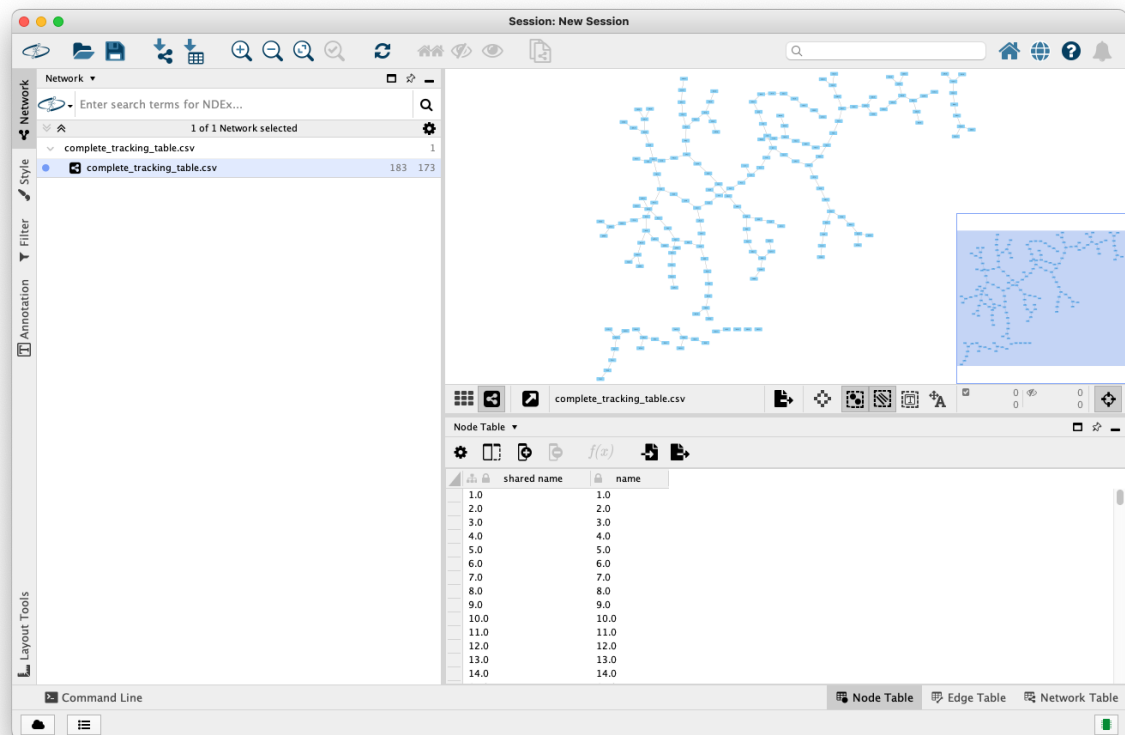 Session: New Session
Network
Enter search terms for NDEx...
1 of 1 Network selected
complete_tracking_table.csv 1
complete_tracking_table.csv 183 173
Network
Style
Filter
Annotation
Layout Tools
complete_tracking_table.csv
0 0
0 0
Node Table
f(x)
shared name name
1.0 1.0
2.0 2.0
3.0 3.0
4.0 4.0
5.0 5.0
6.0 6.0
7.0 7.0
8.0 8.0
9.0 9.0
10.0 10.0
11.0 11.0
12.0 12.0
13.0 13.0
14.0 14.0
Command Line
Node Table Edge Table Network Table